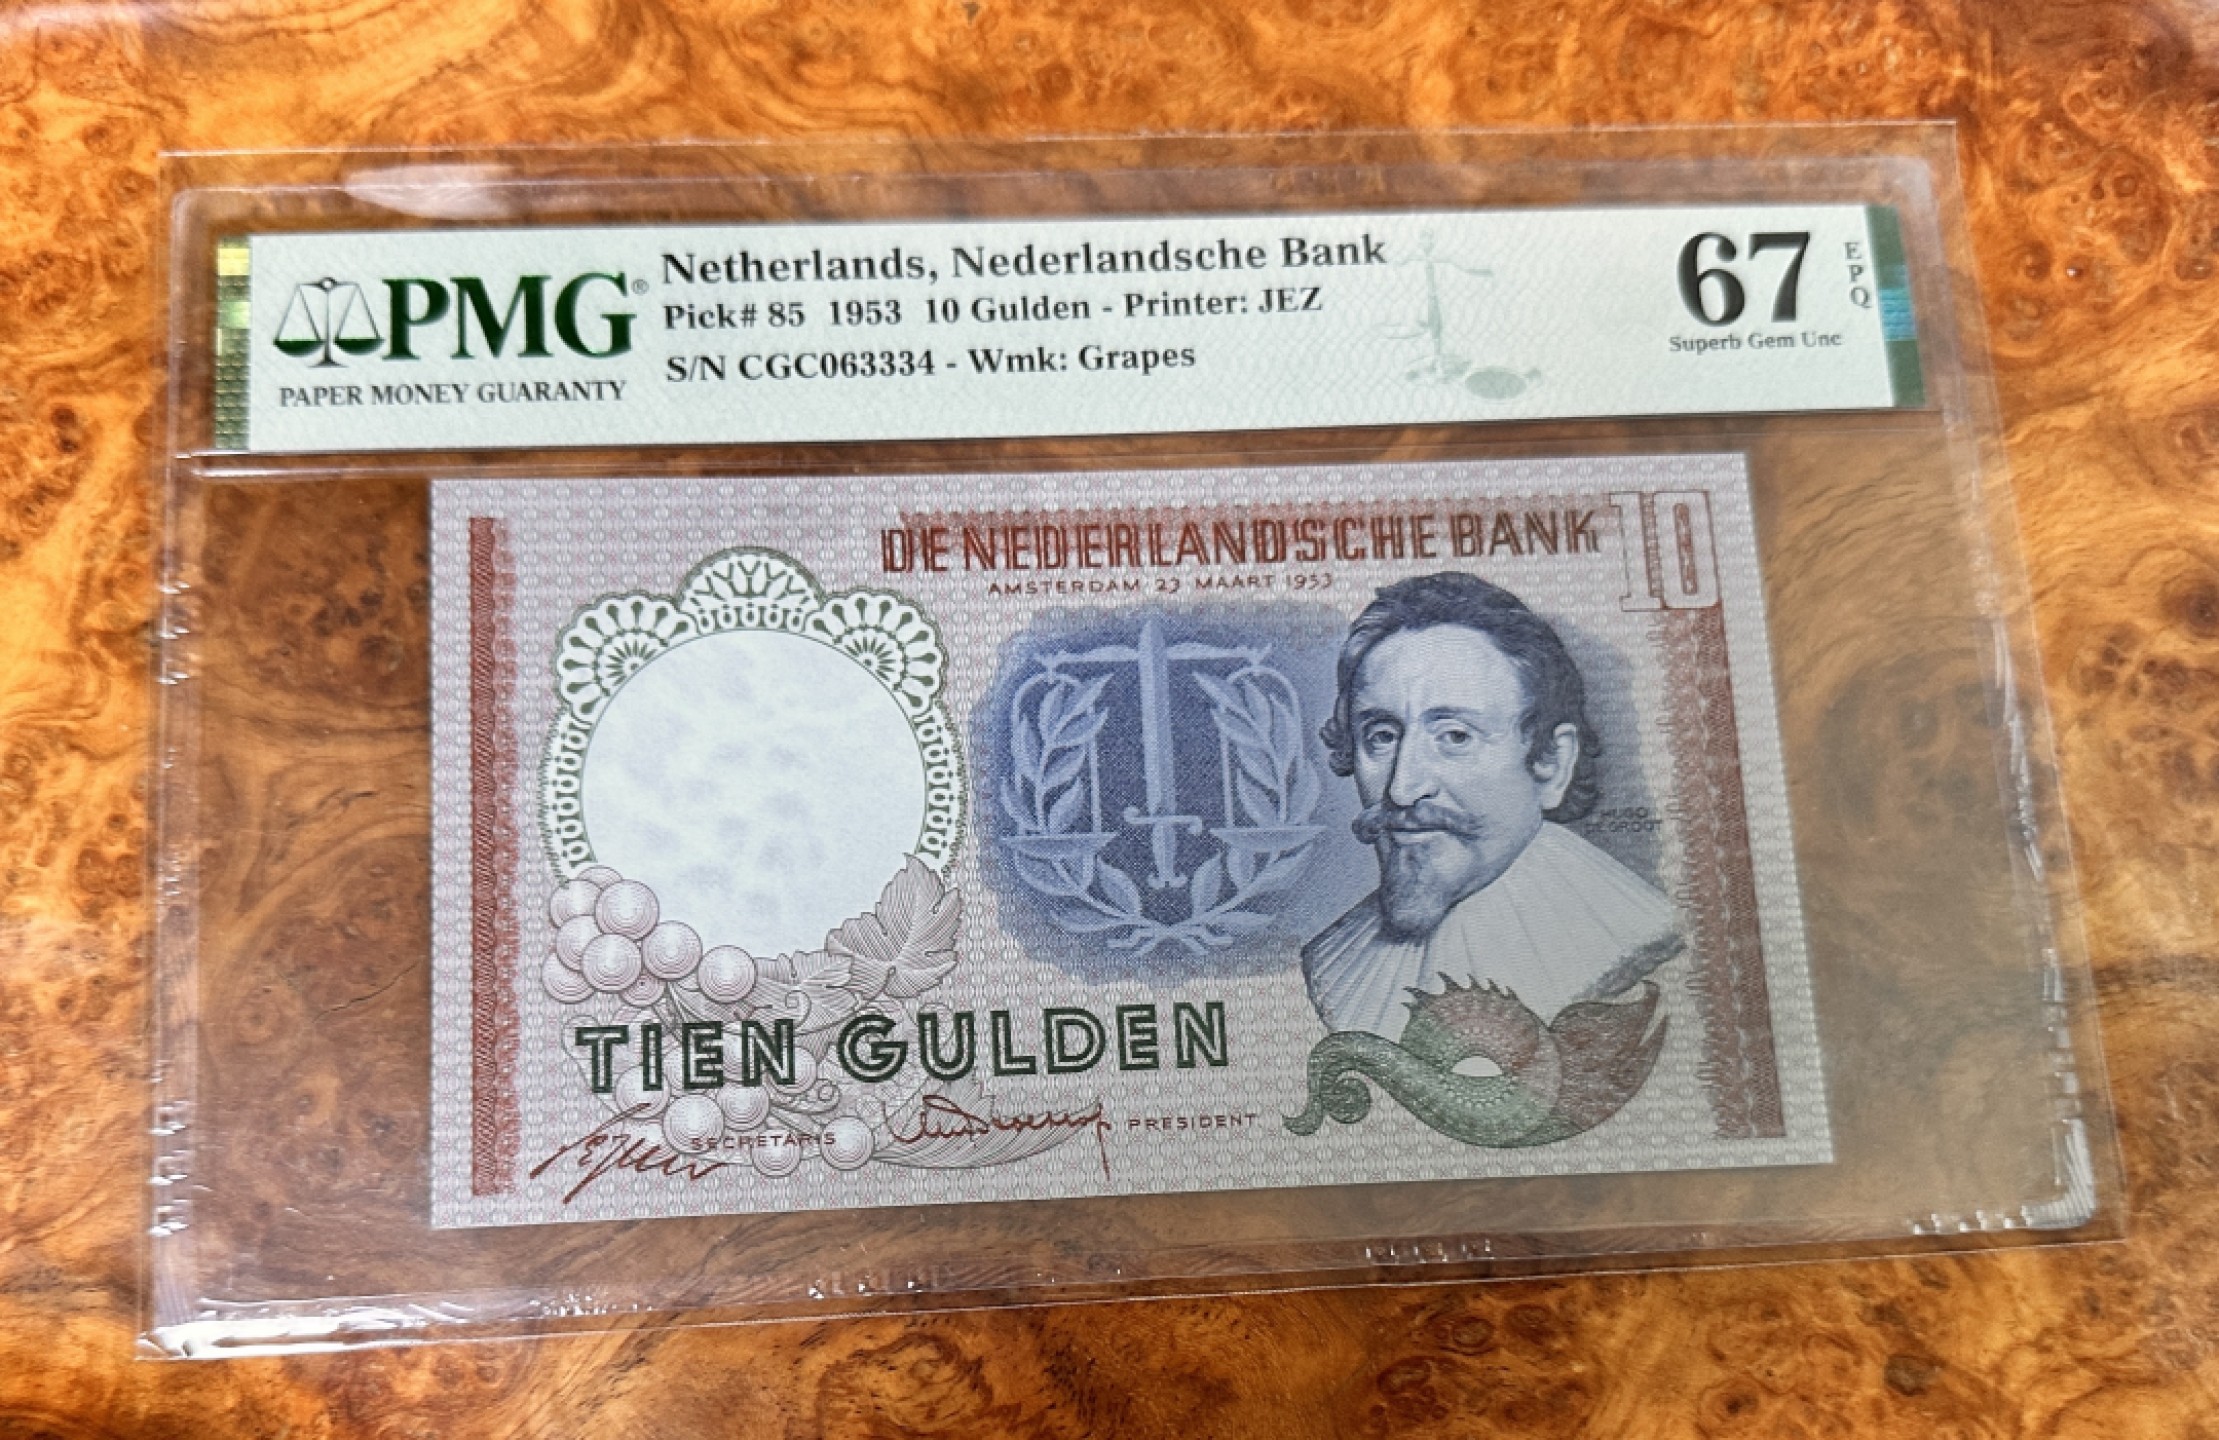 PMG®
PAPER MONEY GUARANTY
Netherlands, Nederlandsche Bank
Pick# 85 1953 10 Gulden - Printer: JEZ
S/N CGC063334 - Wmk: Grapes
67
EPQ
Superb Gem Unc
DE NEDERLANDSCHE BANK
10
AMSTERDAM 23 MAART 1953
HUGO
DE GROOT
TIEN GULDEN
SECRETARIS
PRESIDENT